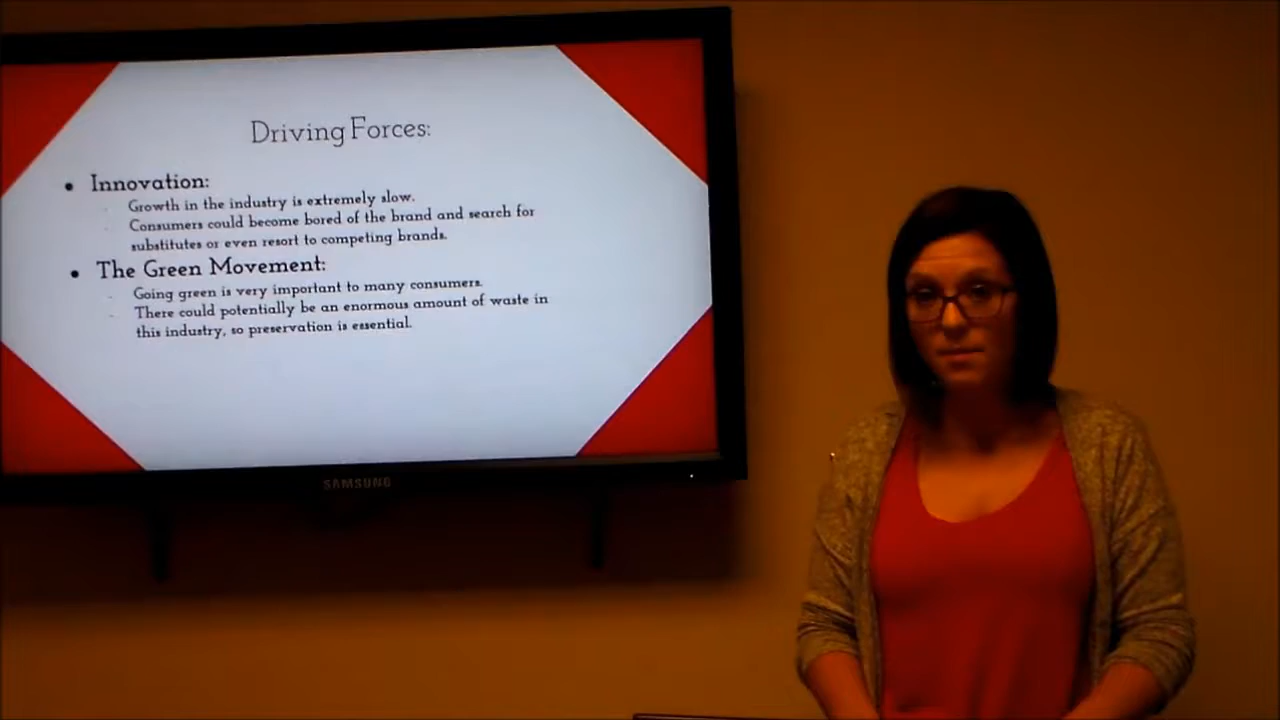 Driving Forces:
• Innovation:
- Growth in the industry is extremely slow.
- Consumers could become bored of the brand and search for
substitutes or even resort to competing brands.
• The Green Movement:
- Going green is very important to many consumers.
- There could potentially be an enormous amount of waste in
this industry, so preservation is essential.
SAMSUNG